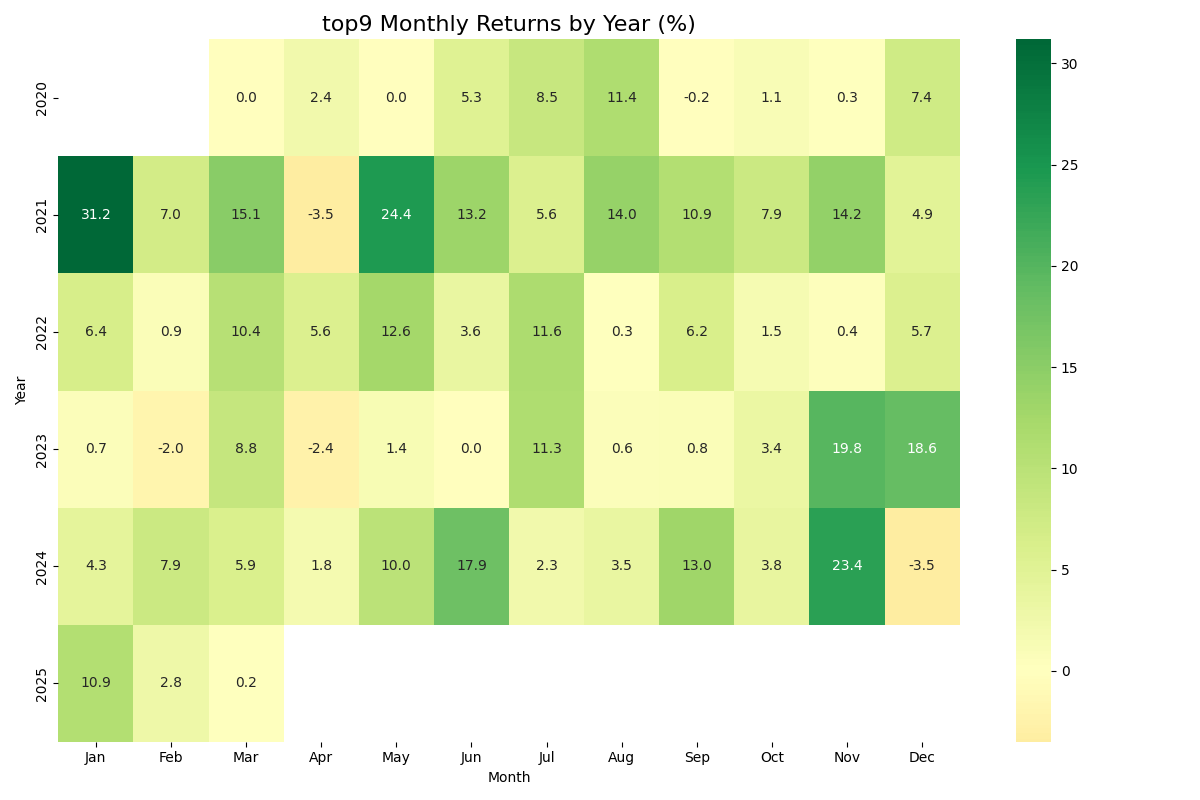 top9 Monthly Returns by Year (%)
2020 0.0 2.4 0.0 5.3 8.5 11.4 -0.2 1.1 0.3 7.4
2021 31.2 7.0 15.1 -3.5 24.4 13.2 5.6 14.0 10.9 7.9 14.2 4.9
2022 6.4 0.9 10.4 5.6 12.6 3.6 11.6 0.3 6.2 1.5 0.4 5.7
2023 0.7 -2.0 8.8 -2.4 1.4 0.0 11.3 0.6 0.8 3.4 19.8 18.6
2024 4.3 7.9 5.9 1.8 10.0 17.9 2.3 3.5 13.0 3.8 23.4 -3.5
2025 10.9 2.8 0.2
Year
Jan Feb Mar Apr May Jun Jul Aug Sep Oct Nov Dec
Month
30
25
20
15
10
5
0